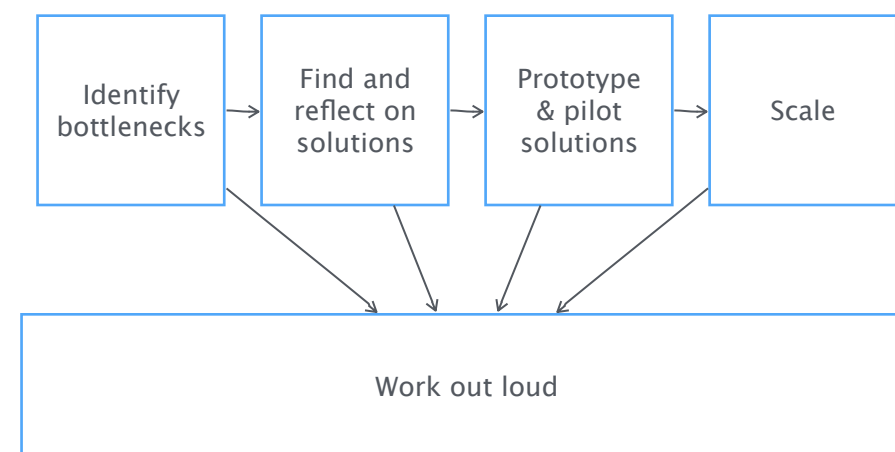 Identify
bottlenecks
Find and
reflect on
solutions
Prototype
& pilot
solutions
Scale
Work out loud